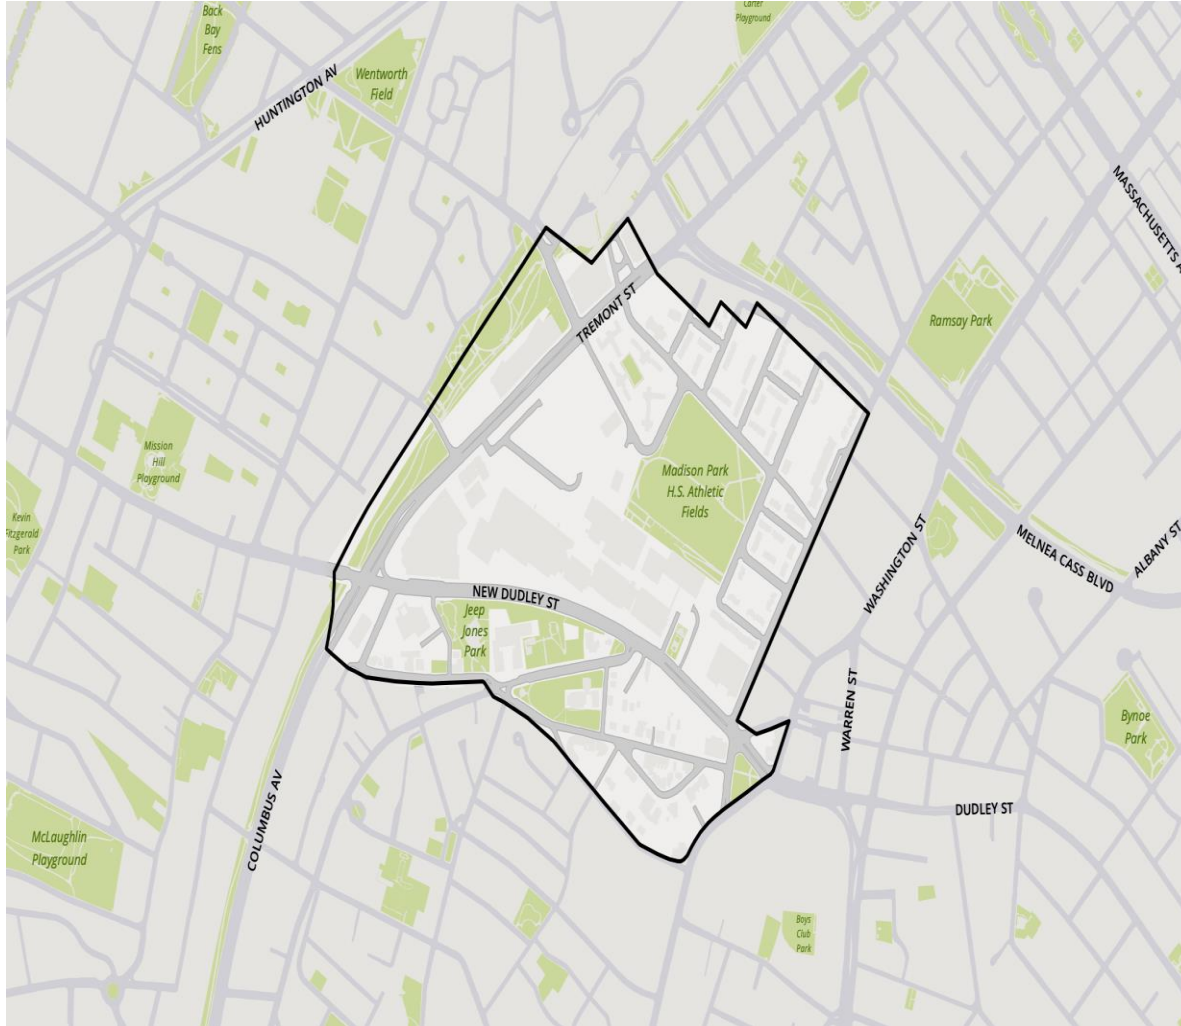 Back
Bay
Fens
Carter
Playground
Wentworth
Field
HUNTINGTON AV
MASSACHUSETTS A
TREMONT ST
Ramsay Park
Mission
Hill
Playground
Madison Park
H.S. Athletic
Fields
Kevin
Fitzgerald
Park
MELNEA CASS BLVD
ALBANY ST
WASHINGTON ST
NEW DUDLEY ST
Jeep
Jones
Park
WARREN ST
Bynoe
Park
COLUMBUS AV
DUDLEY ST
McLaughlin
Playground
Boys
Club
Park